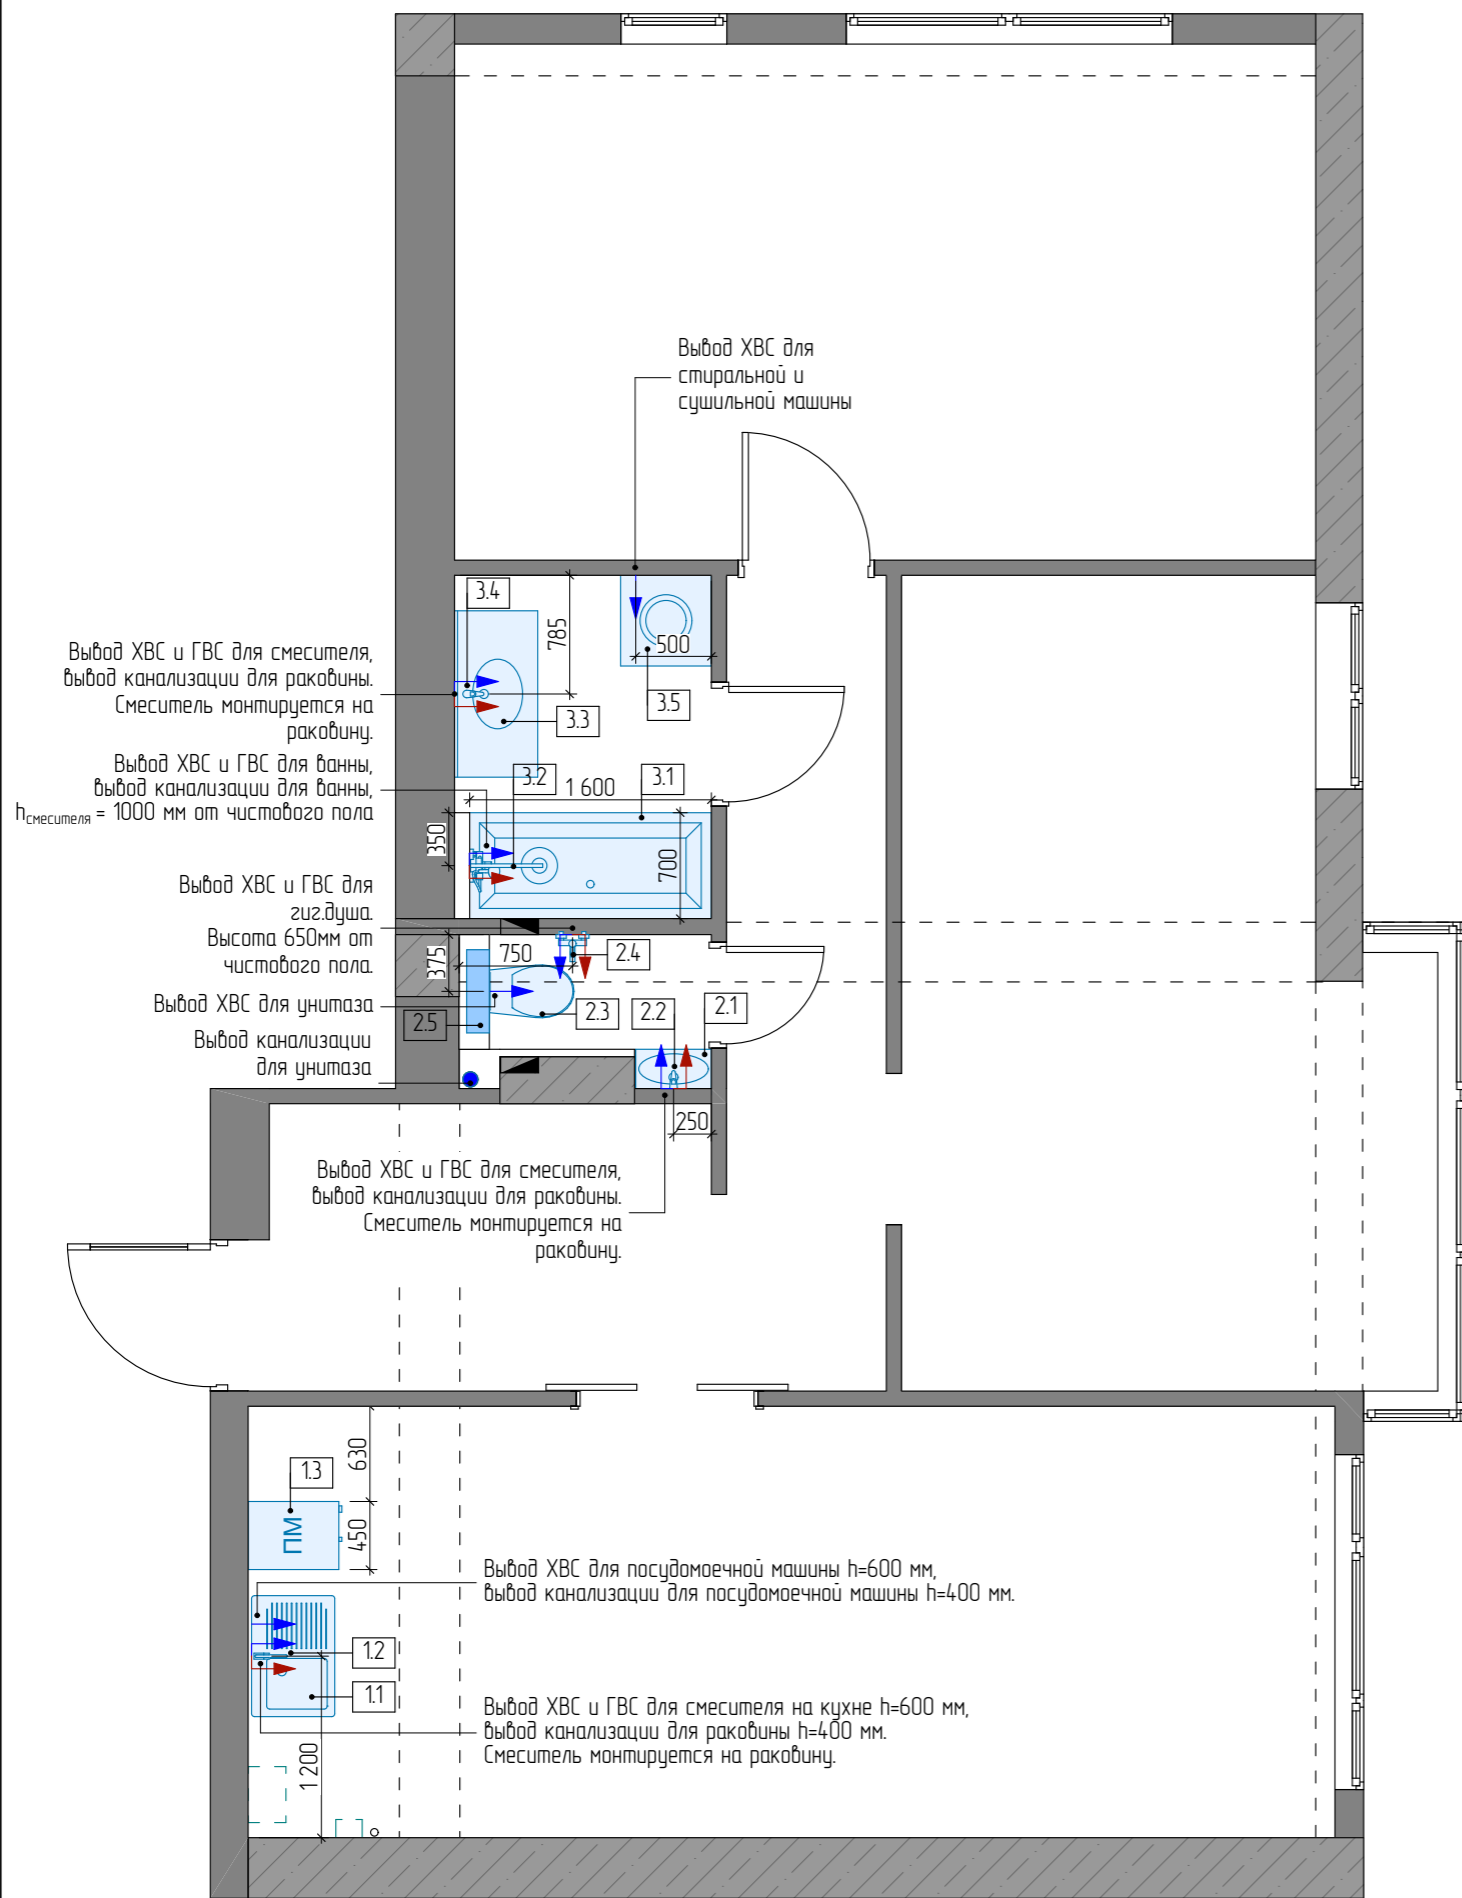 Вывод ХВС для
стиральной и
сушильной машины
3.4
785
500
3.5
3.3
Вывод ХВС и ГВС для смесителя,
вывод канализации для раковины.
Смеситель монтируется на
раковину.
Вывод ХВС и ГВС для ванны,
вывод канализации для ванны,
hсмесителя = 1000 мм от чистового пола
3.2
1 600
3.1
350
700
Вывод ХВС и ГВС для
гиг.душа.
Высота 650мм от
чистового пола.
375
750
2.4
Вывод ХВС для унитаза
2.5
2.3
2.2
2.1
Вывод канализации
для унитаза
250
Вывод ХВС и ГВС для смесителя,
вывод канализации для раковины.
Смеситель монтируется на
раковину.
630
1.3
ПМ
450
Вывод ХВС для посудомоечной машины h=600 мм,
вывод канализации для посудомоечной машины h=400 мм.
1.2
1.1
Вывод ХВС и ГВС для смесителя на кухне h=600 мм,
вывод канализации для раковины h=400 мм.
Смеситель монтируется на раковину.
1 200